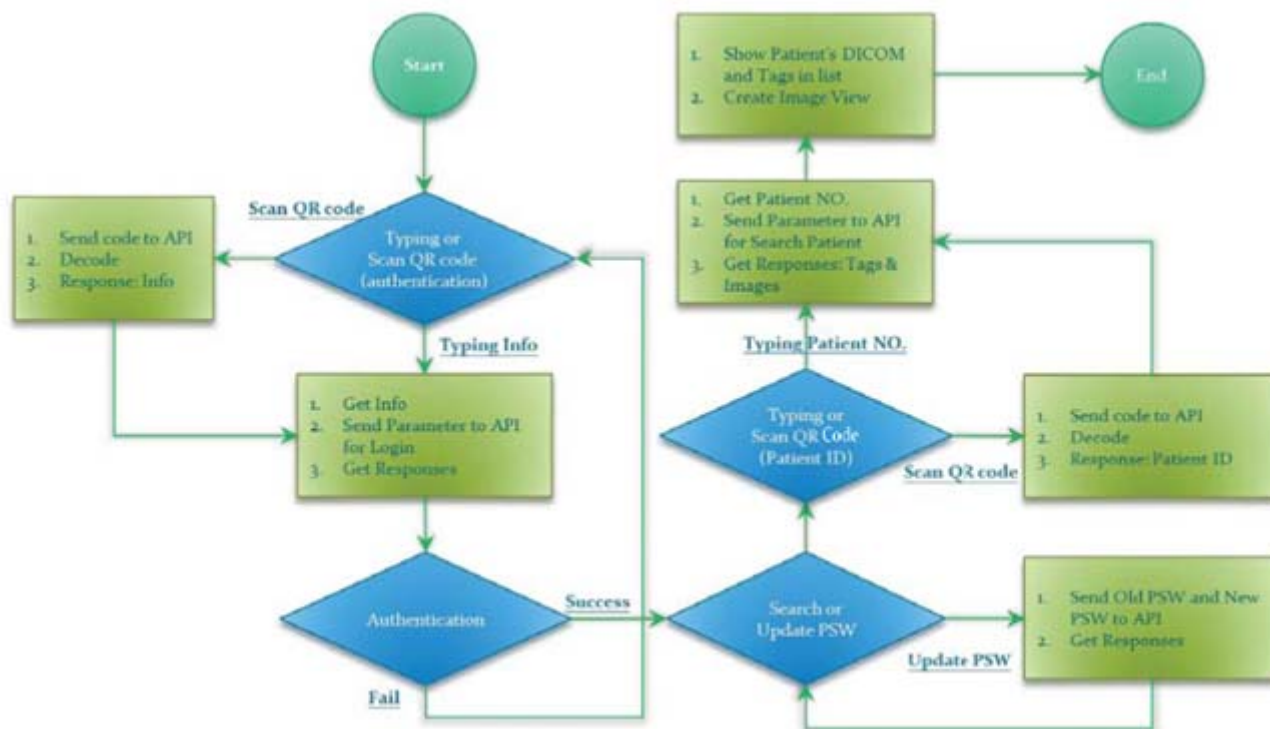 Start
Scan QR code
1. Send code to API
2. Decode
3. Response: Info
Typing or
Scan QR code
(authentication)
Typing Info
1. Get Info
2. Send Parameter to API
for Login
3. Get Responses
Authentication
Success
Fail
Search or
Update PSW
Update PSW
1. Send Old PSW and New
PSW to API
2. Get Responses
Typing or
Scan QR Code
(Patient ID)
Scan QR code
1. Send code to API
2. Decode
3. Response: Patient ID
Typing Patient NO.
1. Get Patient NO.
2. Send Parameter to API
for Search Patient
3. Get Responses: Tags &
Images
1. Show Patient's DICOM
and Tags in list
2. Create Image View
End